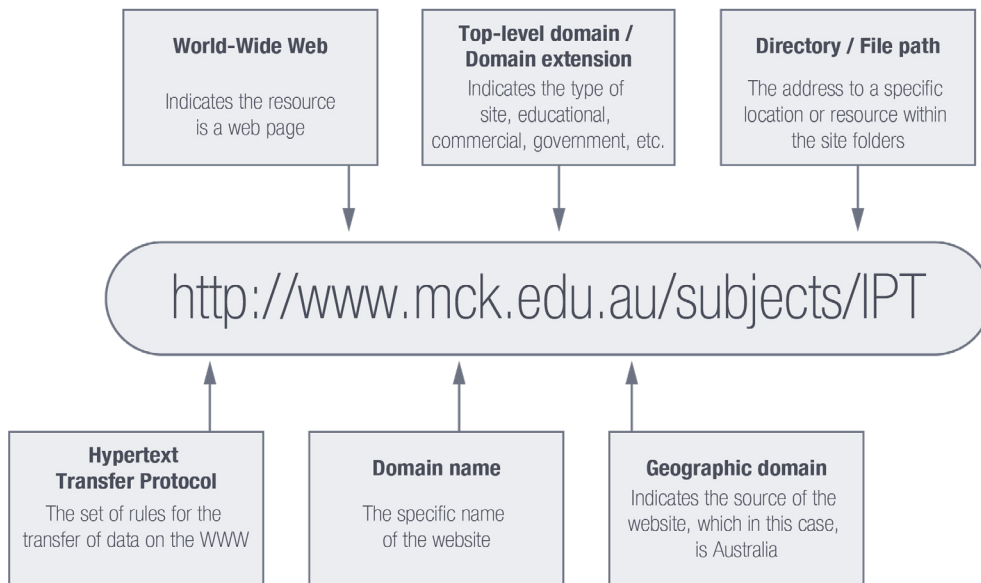 World-Wide Web
Indicates the resource
is a web page
Top-level domain /
Domain extension
Indicates the type of
site, educational,
commercial, government, etc.
Directory / File path
The address to a specific
location or resource within
the site folders
http://www.mck.edu.au/subjects/IPT
Hypertext
Transfer Protocol
The set of rules for the
transfer of data on the WWW
Domain name
The specific name
of the website
Geographic domain
Indicates the source of the
website, which in this case,
is Australia